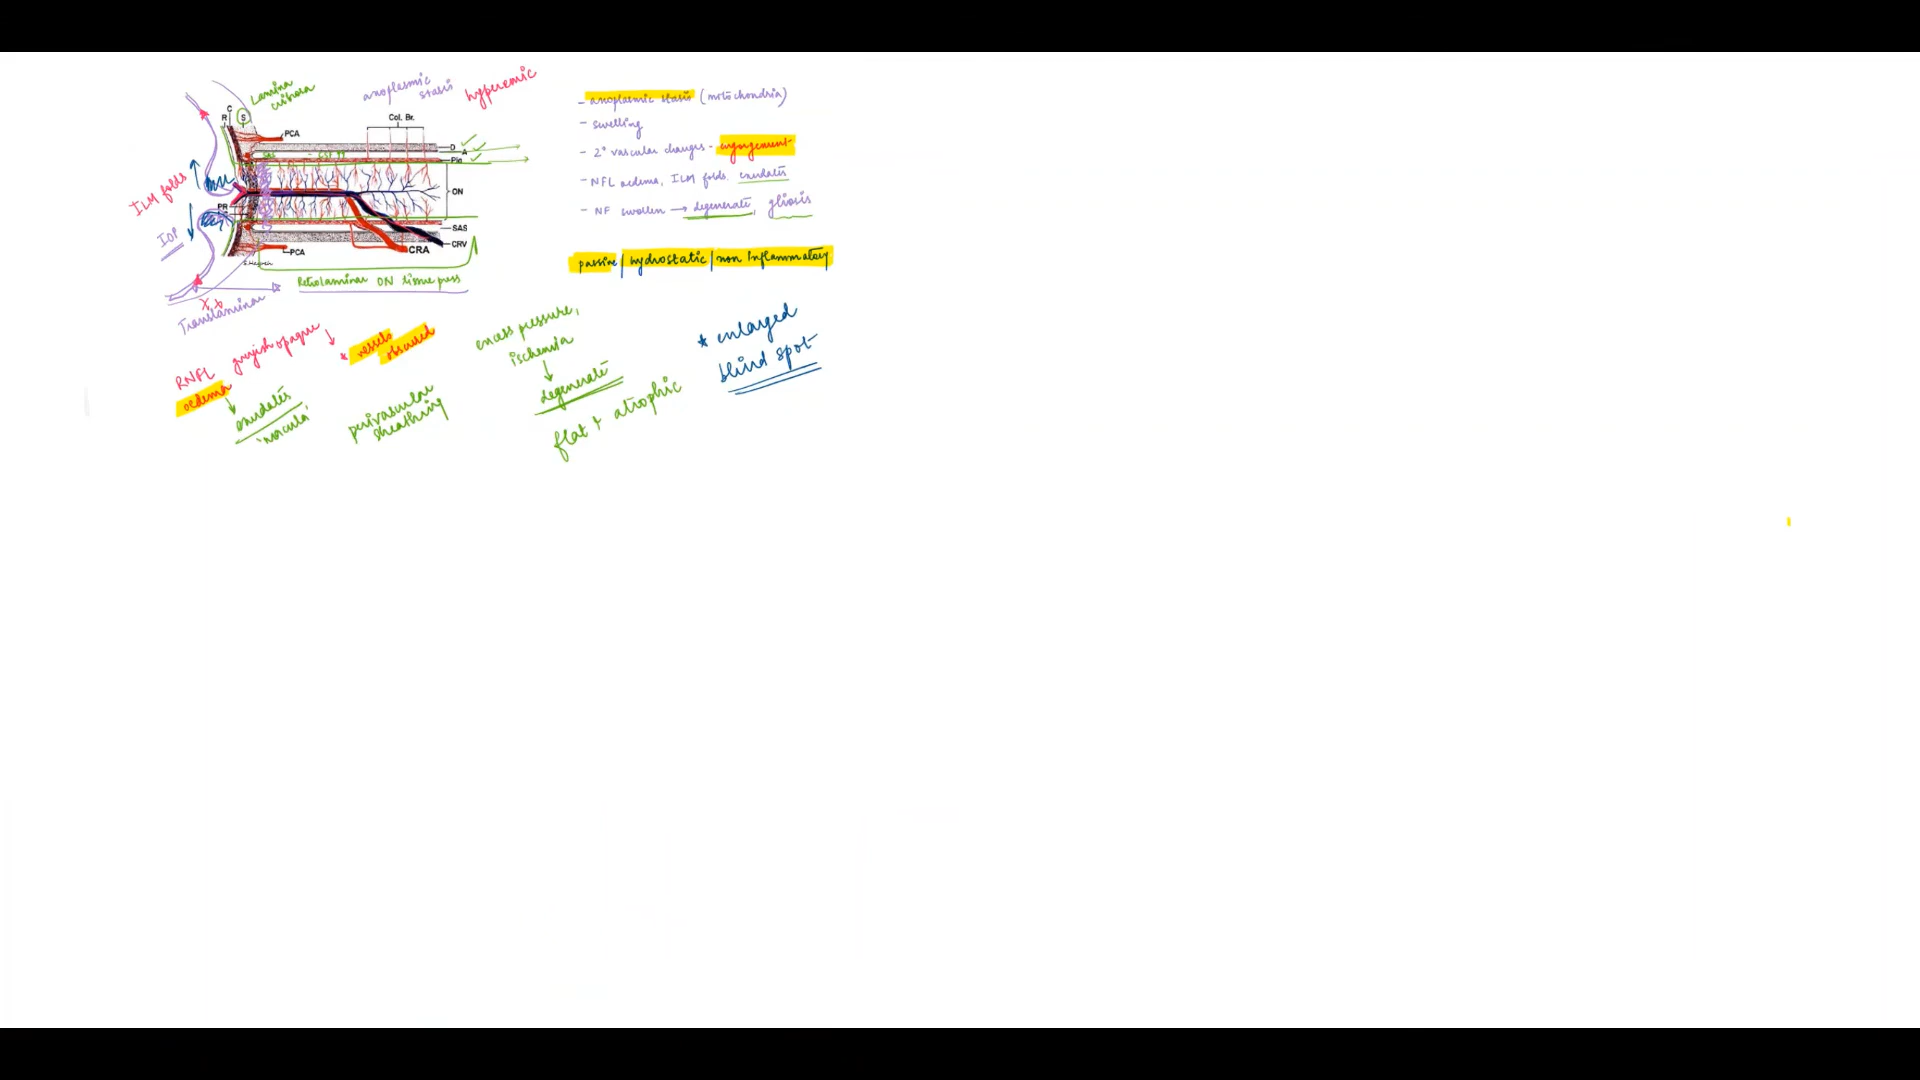 Lamina
cribrosa
axoplasmic
stasis
hyperemic
R C S
PCA
Col. Br.
D
A
Pia
ON
PR
SAS
CRV
CRA
PCA
ILM folds
IOP
Retrolaminar ON tissue press
Translaminar
- axoplasmic stasis (mitochondria)
- swelling
- 2° vascular changes - engorgement
- NFL oedema, ILM folds. exudates
- NF swollen → degenerate, gliosis
passive / hydrostatic / non inflammatory
RNFL grayish opaque ↓
oedema
* vessels
obscured
exudates
'macula'
perivascular
sheathing
excess pressure,
ischemia
↓
degenerate
flat + atrophic
* enlarged
blind spot